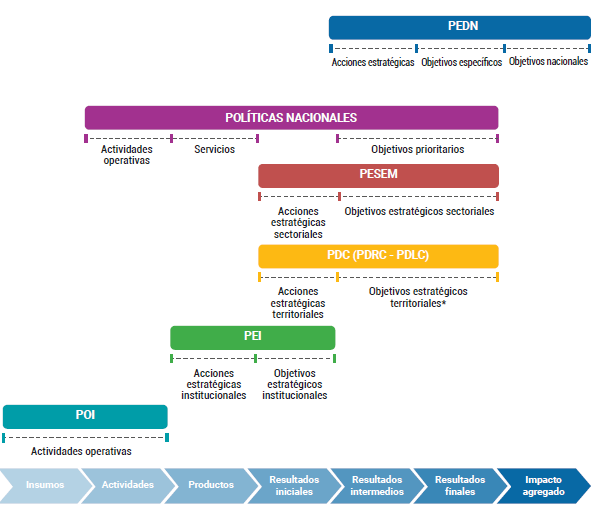 PEDN
Acciones estratégicas
Objetivos específicos
Objetivos nacionales
POLÍTICAS NACIONALES
Actividades
operativas
Servicios
Objetivos prioritarios
PESEM
Acciones
estratégicas
sectoriales
Objetivos estratégicos sectoriales
PDC (PDRC - PDLC)
Acciones
estratégicas
territoriales
Objetivos estratégicos
territoriales*
PEI
Acciones
estratégicas
institucionales
Objetivos
estratégicos
institucionales
POI
Actividades operativas
Insumos
Actividades
Productos
Resultados
iniciales
Resultados
intermedios
Resultados
finales
Impacto
agregado